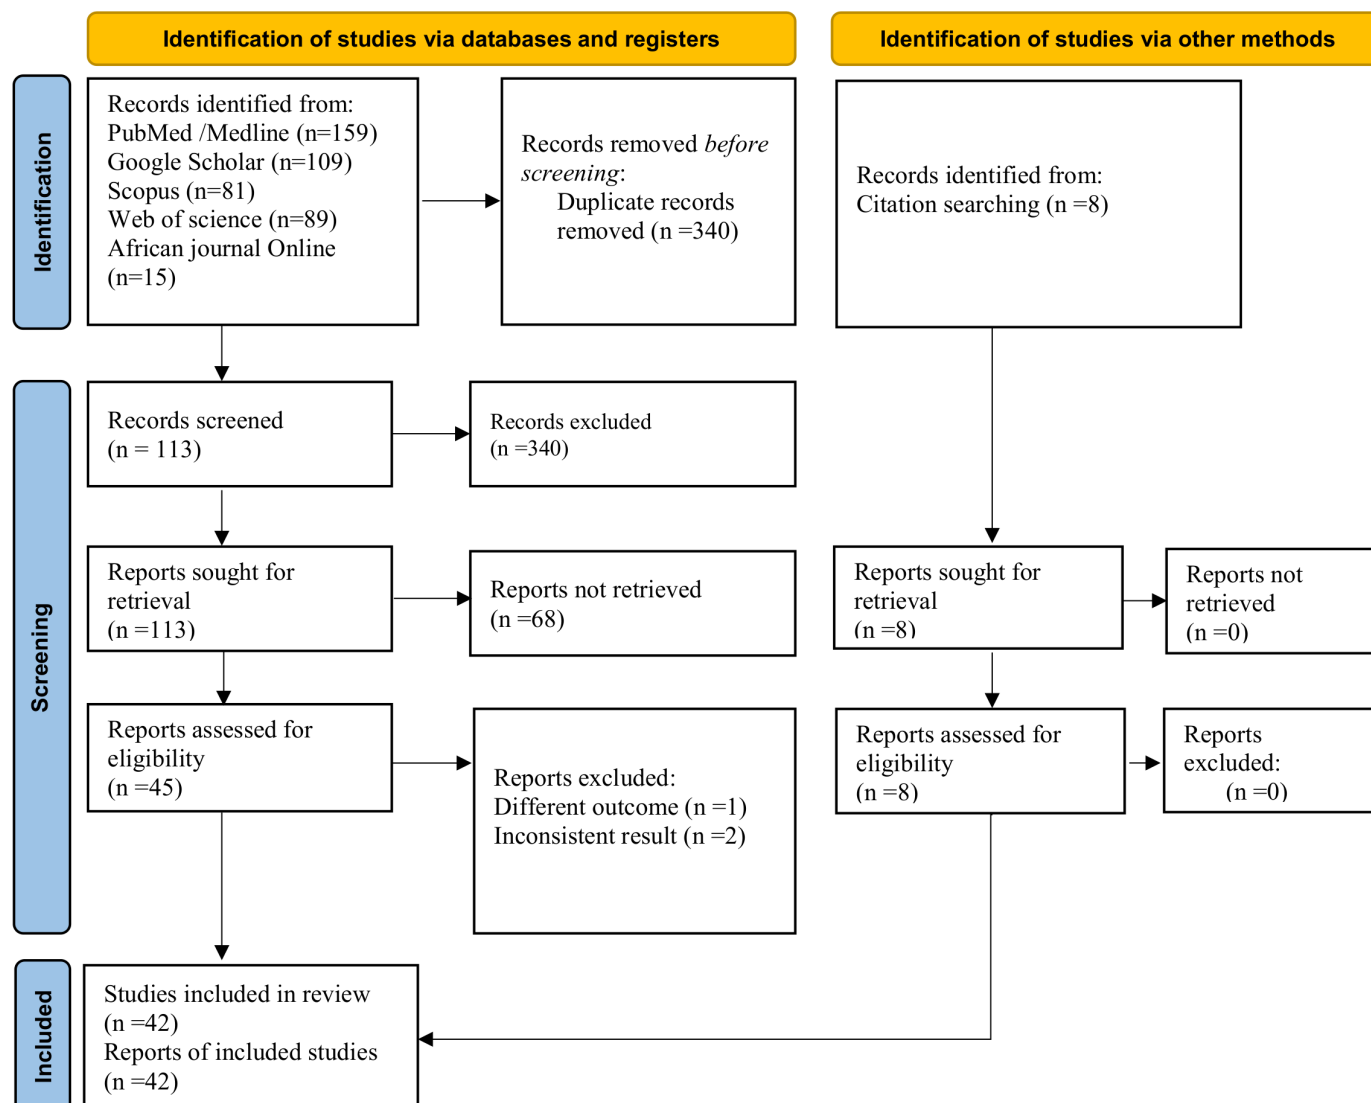 Identification of studies via databases and registers
Identification of studies via other methods
Identification
Records identified from:
PubMed /Medline (n=159)
Google Scholar (n=109)
Scopus (n=81)
Web of science (n=89)
African journal Online
(n=15)
Records removed before
screening:
Duplicate records
removed (n =340)
Records identified from:
Citation searching (n =8)
Screening
Records screened
(n = 113)
Records excluded
(n =340)
Reports sought for
retrieval
(n =113)
Reports not retrieved
(n =68)
Reports sought for
retrieval
(n =8)
Reports not
retrieved
(n =0)
Reports assessed for
eligibility
(n =45)
Reports excluded:
Different outcome (n =1)
Inconsistent result (n =2)
Reports assessed for
eligibility
(n =8)
Reports
excluded:
(n =0)
Included
Studies included in review
(n =42)
Reports of included studies
(n =42)